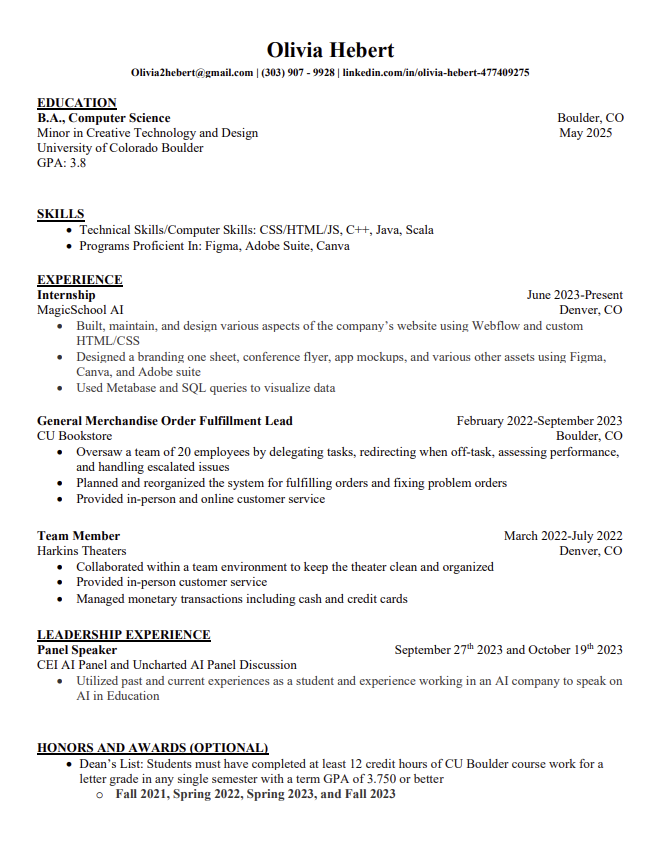 Olivia Hebert
Olivia2hebert@gmail.com | (303) 907 - 9928 | linkedin.com/in/olivia-hebert-477409275
EDUCATION
B.A., Computer Science Boulder, CO
Minor in Creative Technology and Design May 2025
University of Colorado Boulder
GPA: 3.8
SKILLS
• Technical Skills/Computer Skills: CSS/HTML/JS, C++, Java, Scala
• Programs Proficient In: Figma, Adobe Suite, Canva
EXPERIENCE
Internship June 2023-Present
MagicSchool AI Denver, CO
• Built, maintain, and design various aspects of the company's website using Webflow and custom
HTML/CSS
• Designed a branding one sheet, conference flyer, app mockups, and various other assets using Figma,
Canva, and Adobe suite
• Used Metabase and SQL queries to visualize data
General Merchandise Order Fulfillment Lead February 2022-September 2023
CU Bookstore Boulder, CO
• Oversaw a team of 20 employees by delegating tasks, redirecting when off-task, assessing performance,
and handling escalated issues
• Planned and reorganized the system for fulfilling orders and fixing problem orders
• Provided in-person and online customer service
Team Member March 2022-July 2022
Harkins Theaters Denver, CO
• Collaborated within a team environment to keep the theater clean and organized
• Provided in-person customer service
• Managed monetary transactions including cash and credit cards
LEADERSHIP EXPERIENCE
Panel Speaker September 27th 2023 and October 19th 2023
CEI AI Panel and Uncharted AI Panel Discussion
• Utilized past and current experiences as a student and experience working in an AI company to speak on
AI in Education
HONORS AND AWARDS (OPTIONAL)
• Dean's List: Students must have completed at least 12 credit hours of CU Boulder course work for a
letter grade in any single semester with a term GPA of 3.750 or better
o Fall 2021, Spring 2022, Spring 2023, and Fall 2023